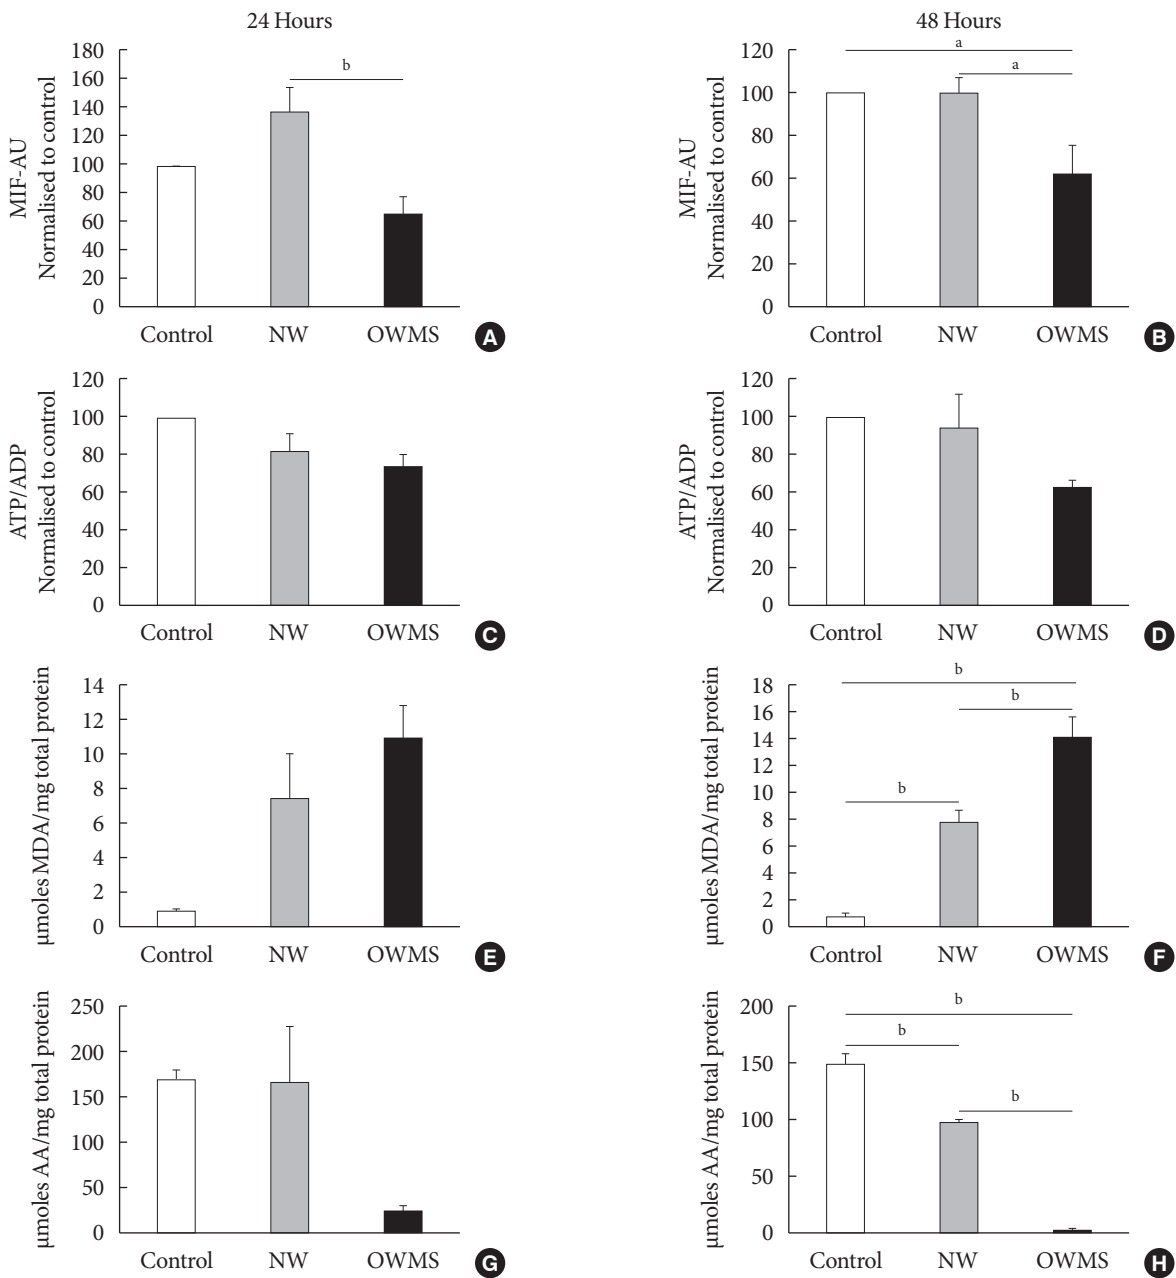 24 Hours
180
160
140
120
100
80
60
40
20
0
MIF-AU
Normalised to control
b
Control NW OWMS
A
48 Hours
120
100
80
60
40
20
0
MIF-AU
Normalised to control
a
a
Control NW OWMS
B
120
100
80
60
40
20
0
ATP/ADP
Normalised to control
Control NW OWMS
C
120
100
80
60
40
20
0
ATP/ADP
Normalised to control
Control NW OWMS
D
14
12
10
8
6
4
2
0
μmoles MDA/mg total protein
Control NW OWMS
E
18
16
14
12
10
8
6
4
2
0
μmoles MDA/mg total protein
b
b
b
Control NW OWMS
F
250
200
150
100
50
0
μmoles AA/mg total protein
Control NW OWMS
G
200
150
100
50
0
μmoles AA/mg total protein
b
b
b
Control NW OWMS
H